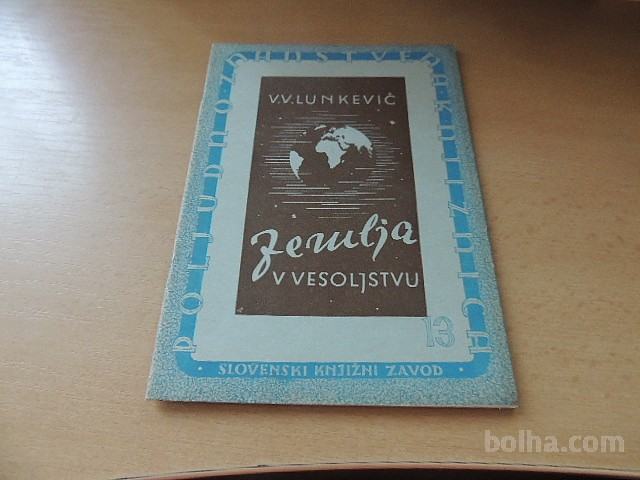 POLJUDNOZNANSTVENA KNJIŽNICA
V.V. LUNKEVIČ
Zemlja
V VESOLJSTVU
13
· SLOVENSKI KNJIŽNI ZAVOD ·
bolha.com